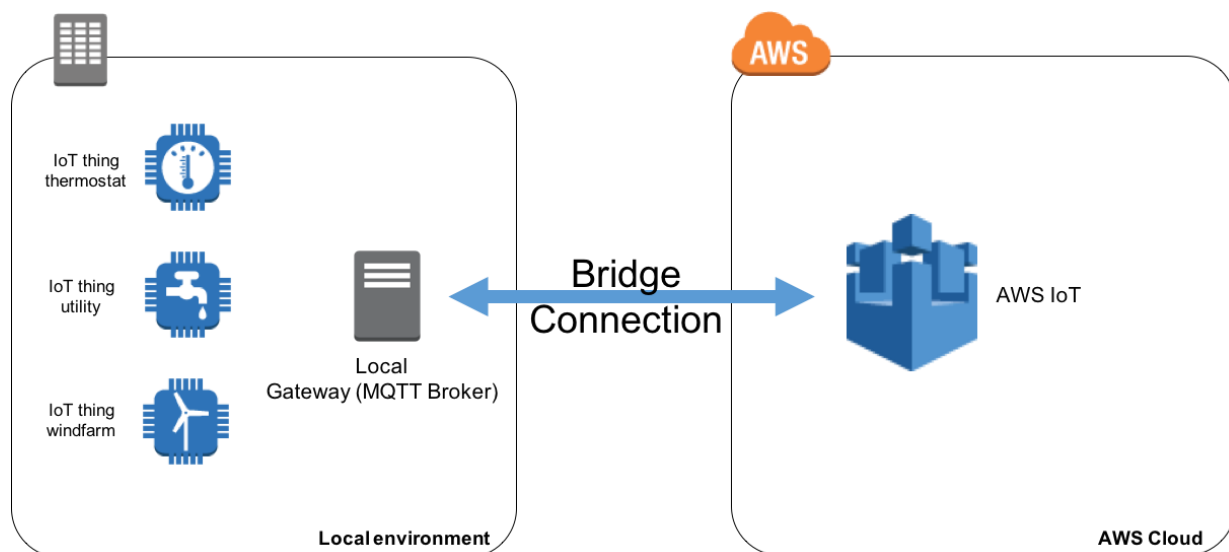 AWS
IoT thing
thermostat
IoT thing
utility
IoT thing
windfarm
Local
Gateway (MQTT Broker)
Bridge
Connection
AWS IoT
Local environment
AWS Cloud